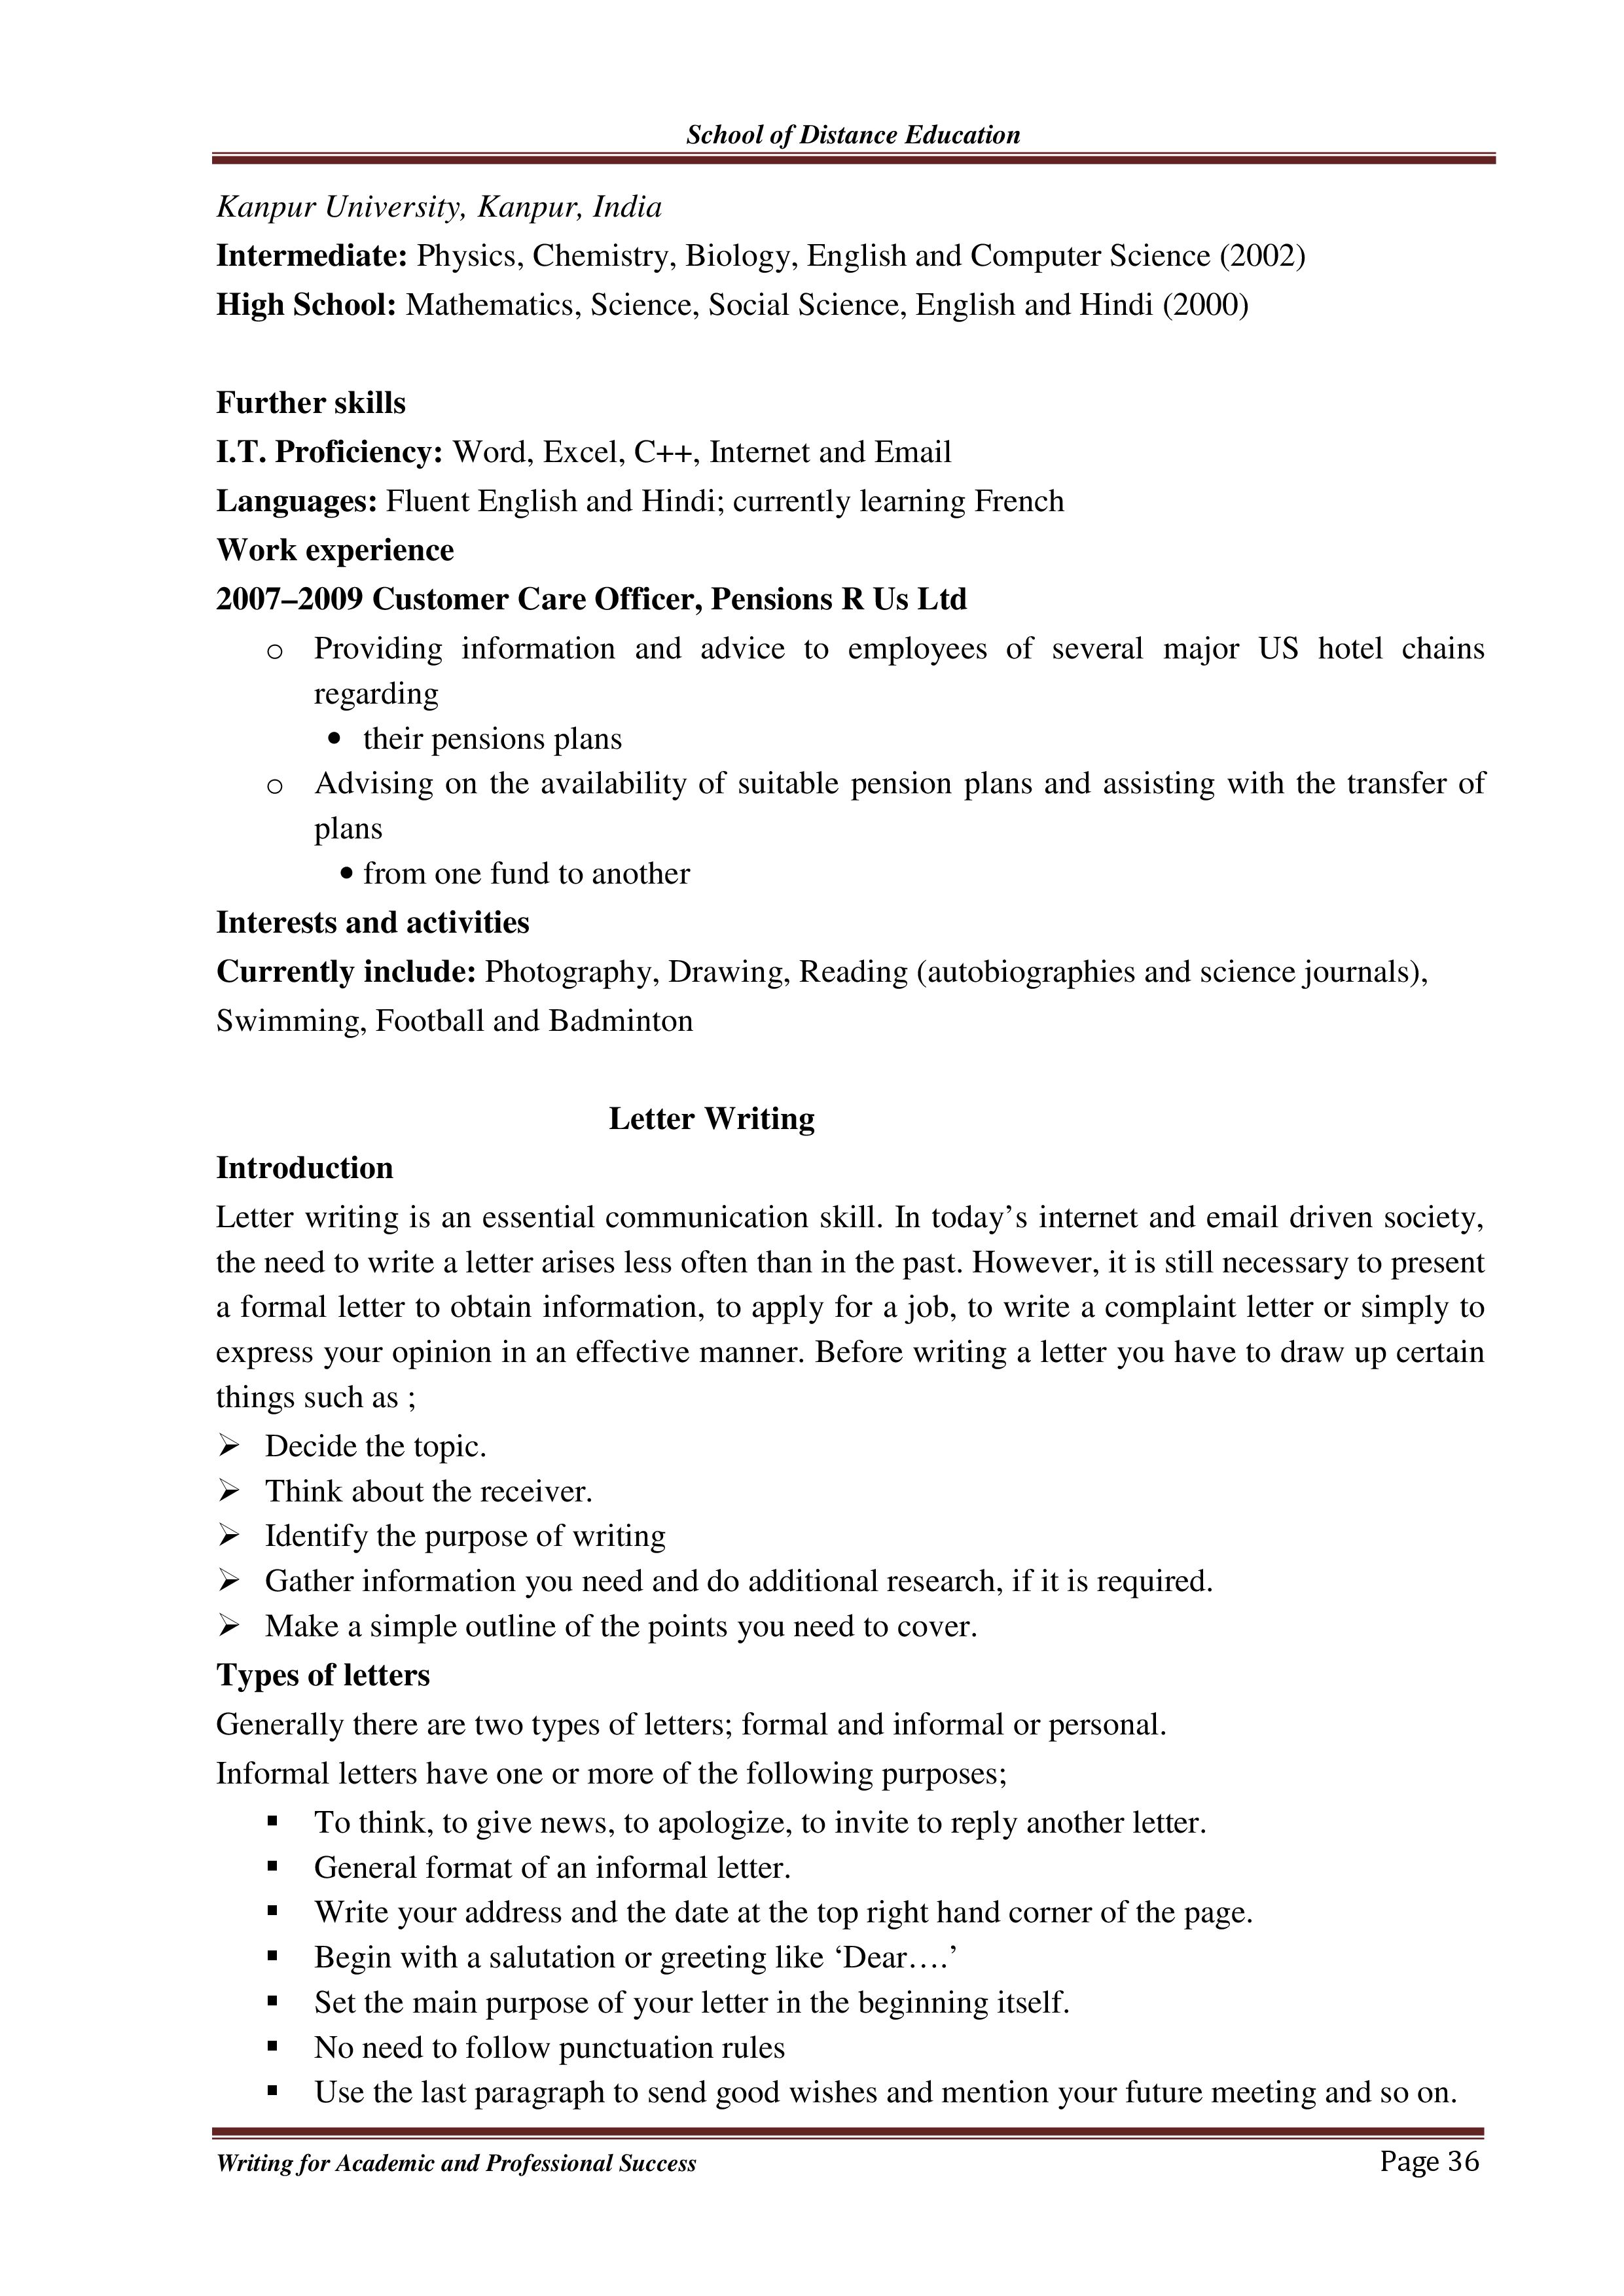 School of Distance Education
Kanpur University, Kanpur, India
Intermediate: Physics, Chemistry, Biology, English and Computer Science (2002)
High School: Mathematics, Science, Social Science, English and Hindi (2000)
Further skills
I.T. Proficiency: Word, Excel, C++, Internet and Email
Languages: Fluent English and Hindi; currently learning French
Work experience
2007–2009 Customer Care Officer, Pensions R Us Ltd
o Providing information and advice to employees of several major US hotel chains
regarding
• their pensions plans
o Advising on the availability of suitable pension plans and assisting with the transfer of
plans
• from one fund to another
Interests and activities
Currently include: Photography, Drawing, Reading (autobiographies and science journals),
Swimming, Football and Badminton
Letter Writing
Introduction
Letter writing is an essential communication skill. In today’s internet and email driven society,
the need to write a letter arises less often than in the past. However, it is still necessary to present
a formal letter to obtain information, to apply for a job, to write a complaint letter or simply to
express your opinion in an effective manner. Before writing a letter you have to draw up certain
things such as ;
➢ Decide the topic.
➢ Think about the receiver.
➢ Identify the purpose of writing
➢ Gather information you need and do additional research, if it is required.
➢ Make a simple outline of the points you need to cover.
Types of letters
Generally there are two types of letters; formal and informal or personal.
Informal letters have one or more of the following purposes;
▪ To think, to give news, to apologize, to invite to reply another letter.
▪ General format of an informal letter.
▪ Write your address and the date at the top right hand corner of the page.
▪ Begin with a salutation or greeting like ‘Dear….’
▪ Set the main purpose of your letter in the beginning itself.
▪ No need to follow punctuation rules
▪ Use the last paragraph to send good wishes and mention your future meeting and so on.
Writing for Academic and Professional Success Page 36